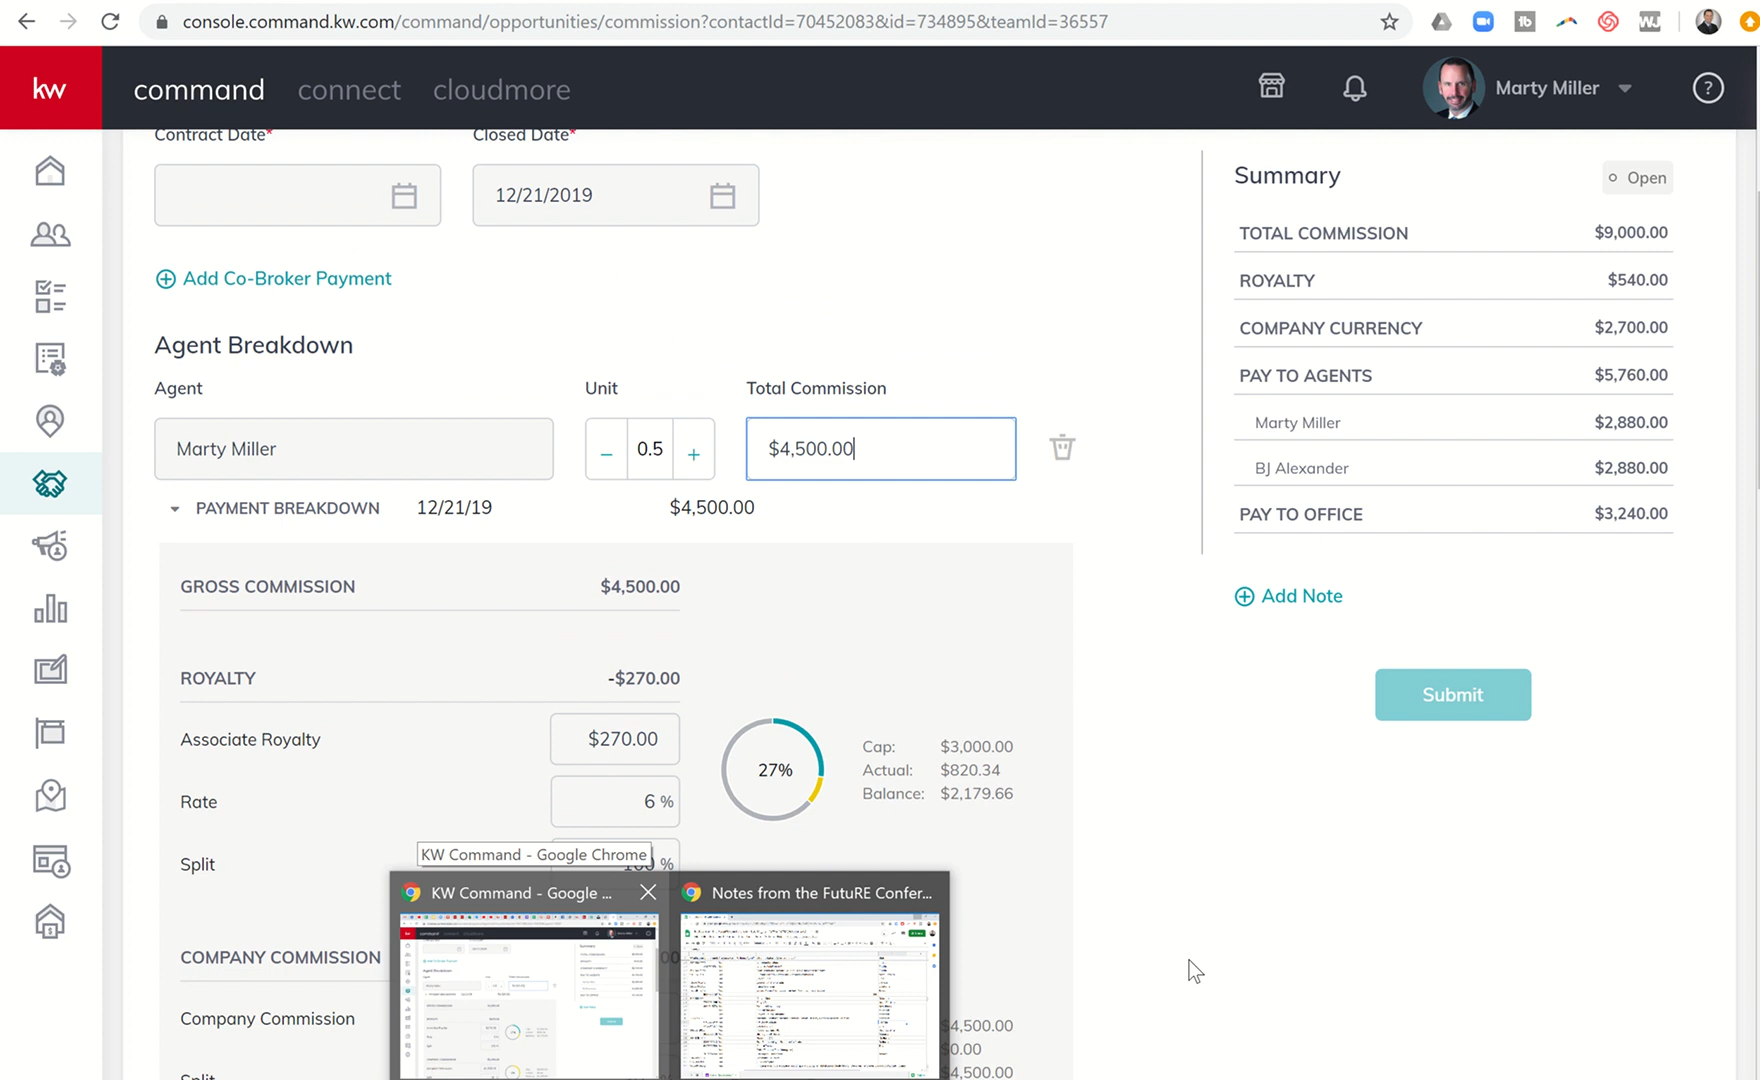 console.command.kw.com/command/opportunities/commission?contactId=70452083&id=734895&teamId=36557
kw command connect cloudmore Marty Miller ?
Contract Date* Closed Date*
12/21/2019
Add Co-Broker Payment
Agent Breakdown
Agent Unit Total Commission
Marty Miller – 0.5 + $4,500.00
PAYMENT BREAKDOWN 12/21/19 $4,500.00
GROSS COMMISSION $4,500.00
ROYALTY -$270.00
Associate Royalty $270.00
Rate 6 %
27%
Cap: $3,000.00
Actual: $820.34
Balance: $2,179.66
Split %
KW Command - Google Chrome
KW Command - Google ... Notes from the FutuRE Confer...
COMPANY COMMISSION
Company Commission
$4,500.00
$0.00
$4,500.00
Split
Summary Open
TOTAL COMMISSION $9,000.00
ROYALTY $540.00
COMPANY CURRENCY $2,700.00
PAY TO AGENTS $5,760.00
Marty Miller $2,880.00
BJ Alexander $2,880.00
PAY TO OFFICE $3,240.00
Add Note
Submit